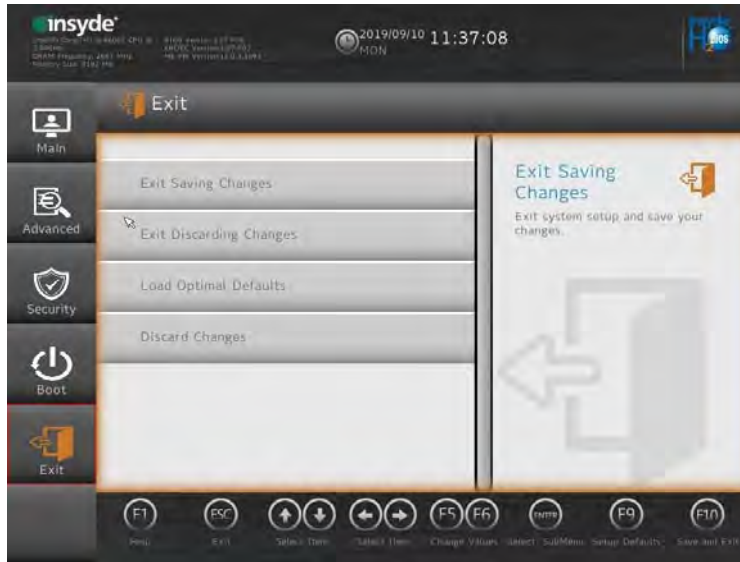 insyde
2019/09/10 11:37:08
MON
H2OBIOS
Exit
Main
Advanced
Security
Boot
Exit
Exit Saving Changes
Exit Discarding Changes
Load Optimal Defaults
Discard Changes
Exit Saving
Changes
Exit system setup and save your
changes.
F1 ESC F5 F6 ENTER F9 F10
Help Exit Select Item Select Item Change Values Select SubMenu Setup Defaults Save and Exit